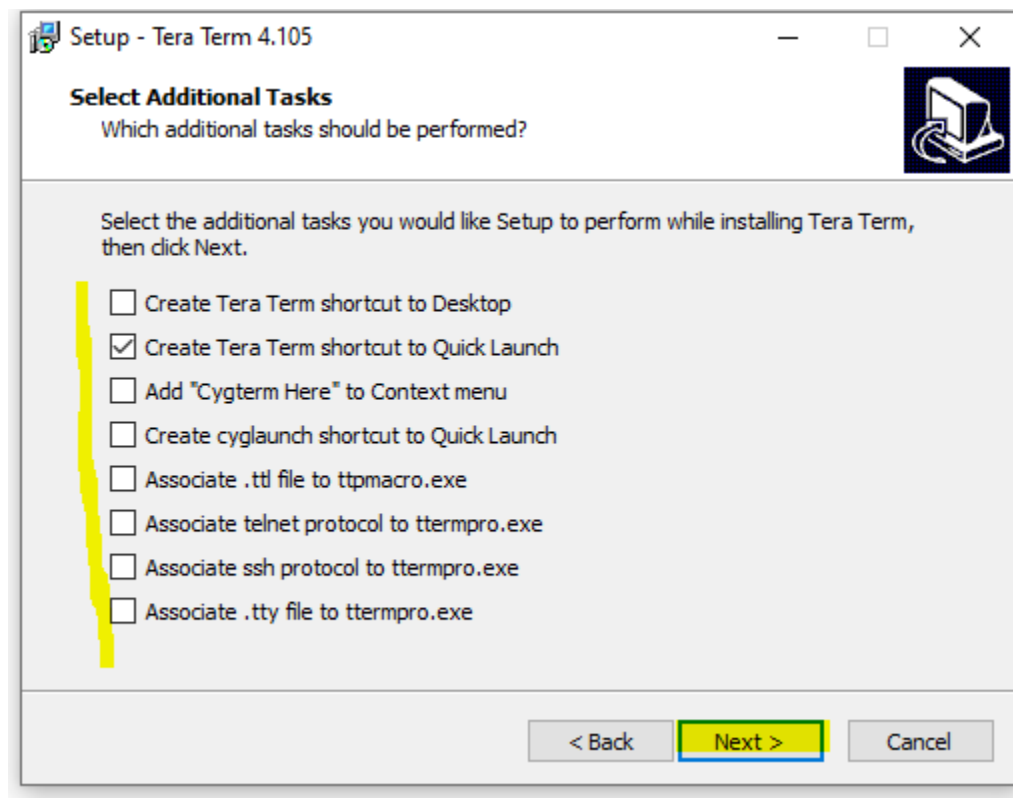 Setup - Tera Term 4.105
Select Additional Tasks
Which additional tasks should be performed?
Select the additional tasks you would like Setup to perform while installing Tera Term,
then click Next.
Create Tera Term shortcut to Desktop
Create Tera Term shortcut to Quick Launch
Add "Cygterm Here" to Context menu
Create cyglaunch shortcut to Quick Launch
Associate .ttl file to ttpmacro.exe
Associate telnet protocol to ttermpro.exe
Associate ssh protocol to ttermpro.exe
Associate .tty file to ttermpro.exe
< Back Next > Cancel